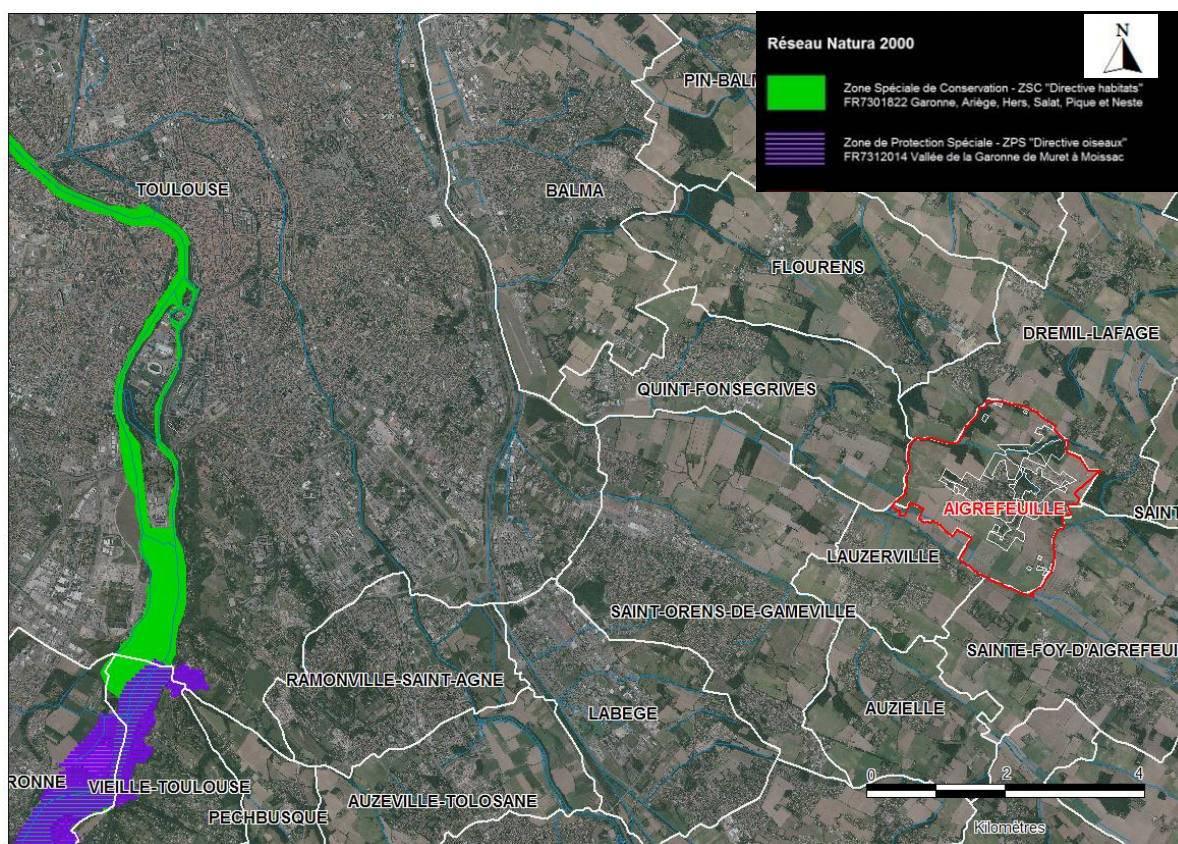 Réseau Natura 2000
N
Zone Spéciale de Conservation - ZSC "Directive habitats"
FR7301822 Garonne, Ariège, Hers, Salat, Pique et Neste
Zone de Protection Spéciale - ZPS "Directive oiseaux"
FR7312014 Vallée de la Garonne de Muret à Moissac
PIN-BALM
TOULOUSE
BALMA
FLOURENS
DREMIL-LAFAGE
QUINT-FONSEGRIVES
AIGREFEUILLE
SAINT
LAUZERVILLE
SAINT-ORENS-DE-GAMEVILLE
SAINTE-FOY-D'AIGREFEUI
RAMONVILLE-SAINT-AGNE
AUZIELLE
LABEGE
RONNE
VIEILLE-TOULOUSE
AUZEVILLE-TOLOSANE
PECHBUSQUE
0 2 4
Kilomètres